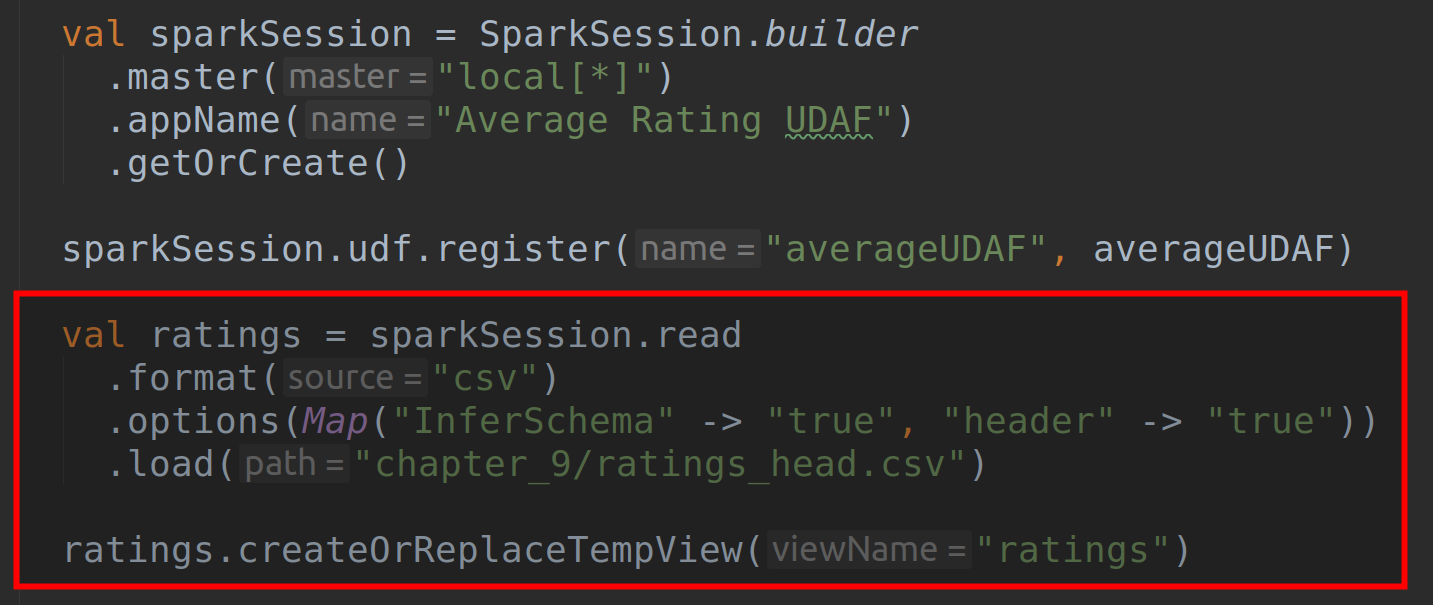 val sparkSession = SparkSession.builder
.master( master = "local[*]")
.appName( name = "Average Rating UDAF")
.getOrCreate()
sparkSession.udf.register( name = "averageUDAF", averageUDAF)
val ratings = sparkSession.read
.format( source = "csv")
.options(Map("InferSchema" -> "true", "header" -> "true"))
.load( path = "chapter_9/ratings_head.csv")
ratings.createOrReplaceTempView( viewName = "ratings")